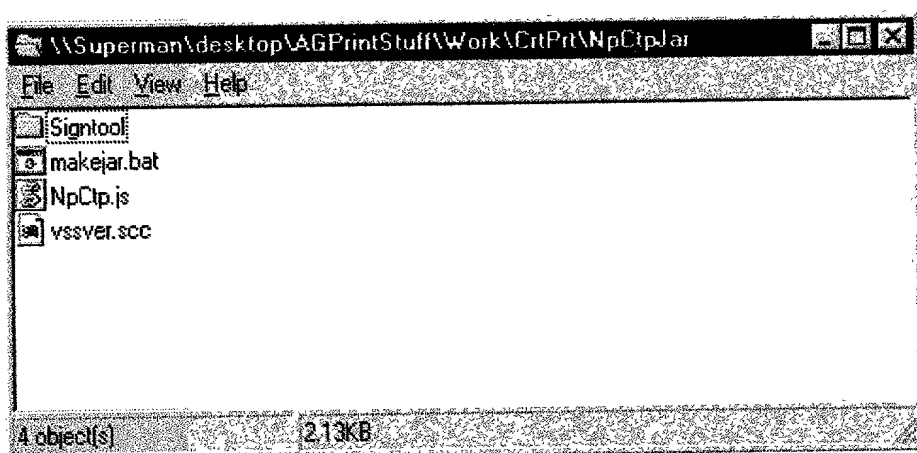 \\Superman\desktop\AGPrintStuff\Work\CrtPrt\NpCtpJar
File Edit View Help
Signtool
makejar.bat
NpCtp.js
vssver.scc
4 object(s) 2.13KB